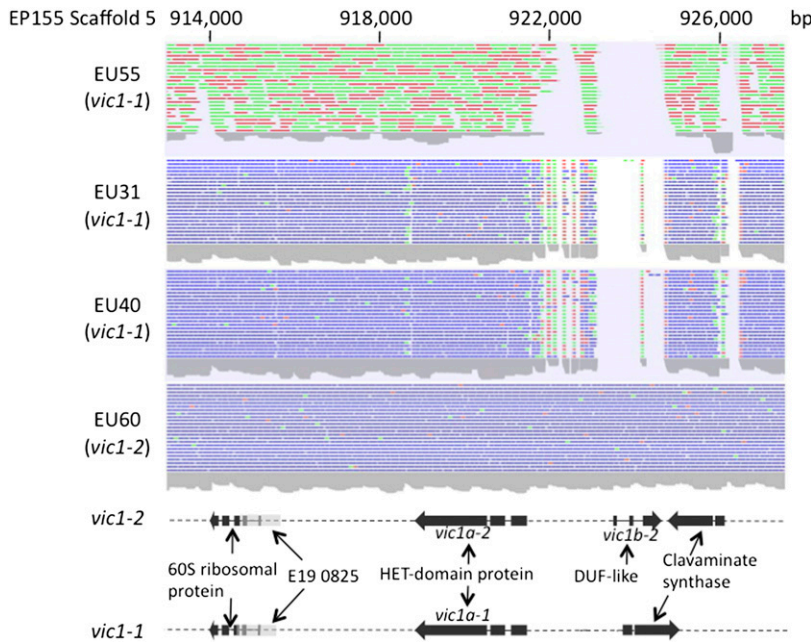 EP155 Scaffold 5 914,000 918,000 922,000 926,000 bp
EU55
(vic1-1)
EU31
(vic1-1)
EU40
(vic1-1)
EU60
(vic1-2)
vic1-2
vic1a-2 vic1b-2
60S ribosomal
protein
E19 0825
HET-domain protein
DUF-like
Clavaminate
synthase
vic1a-1
vic1-1